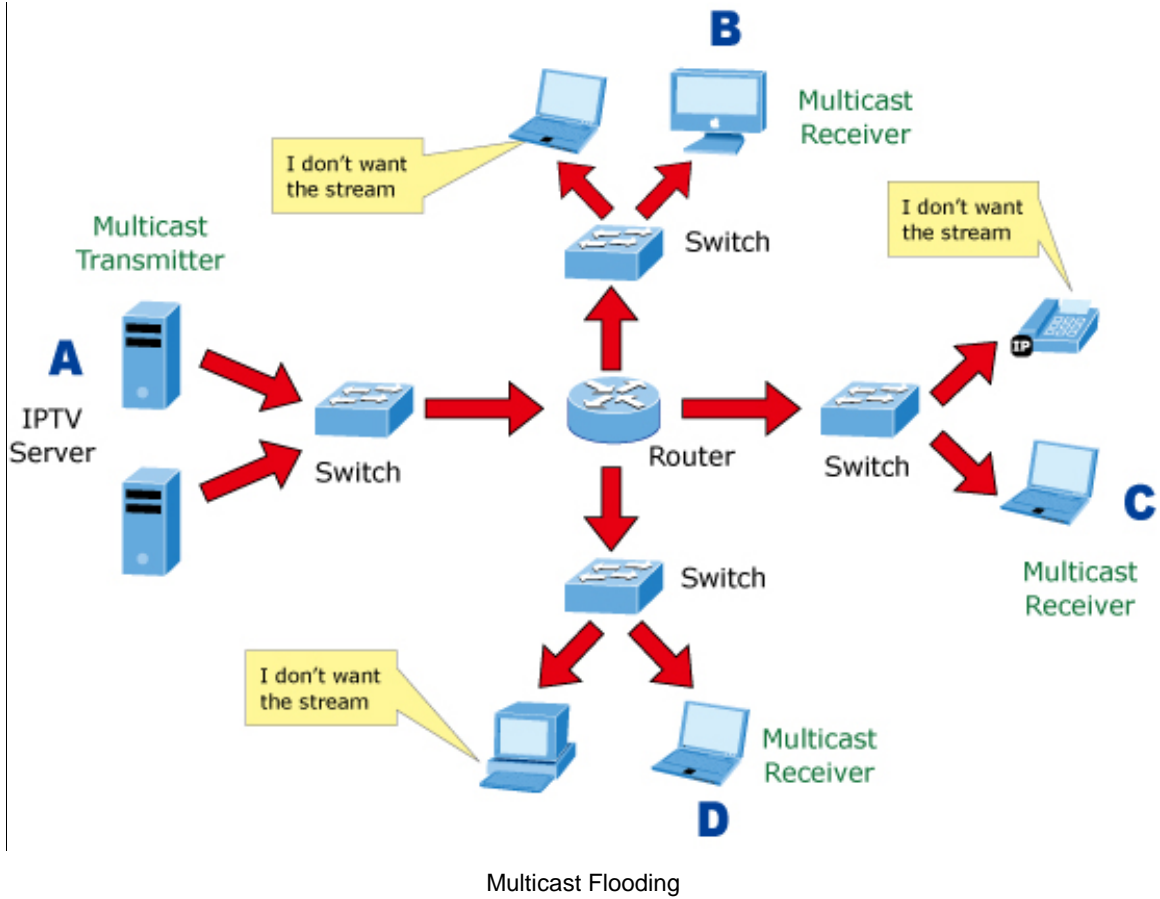 B
Multicast
Receiver
I don't want
the stream
Switch
I don't want
the stream
Multicast
Transmitter
A
IPTV
Server
Switch
Router
IP
Switch
C
Multicast
Receiver
Switch
I don't want
the stream
Multicast
Receiver
D
Multicast Flooding